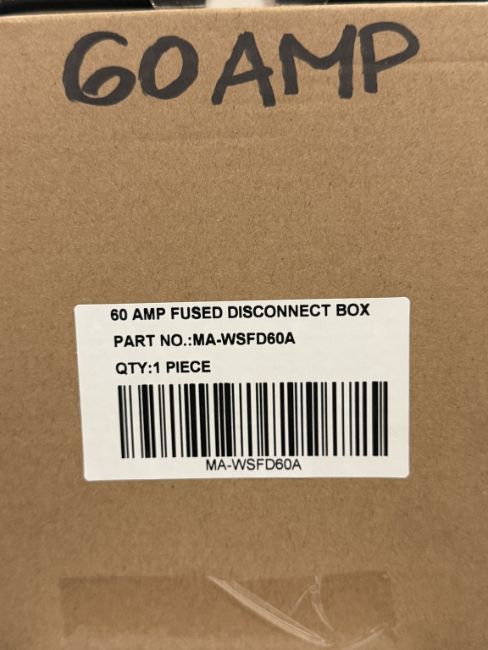 60 AMP
60 AMP FUSED DISCONNECT BOX
PART NO.:MA-WSFD60A
QTY:1 PIECE
MA-WSFD60A